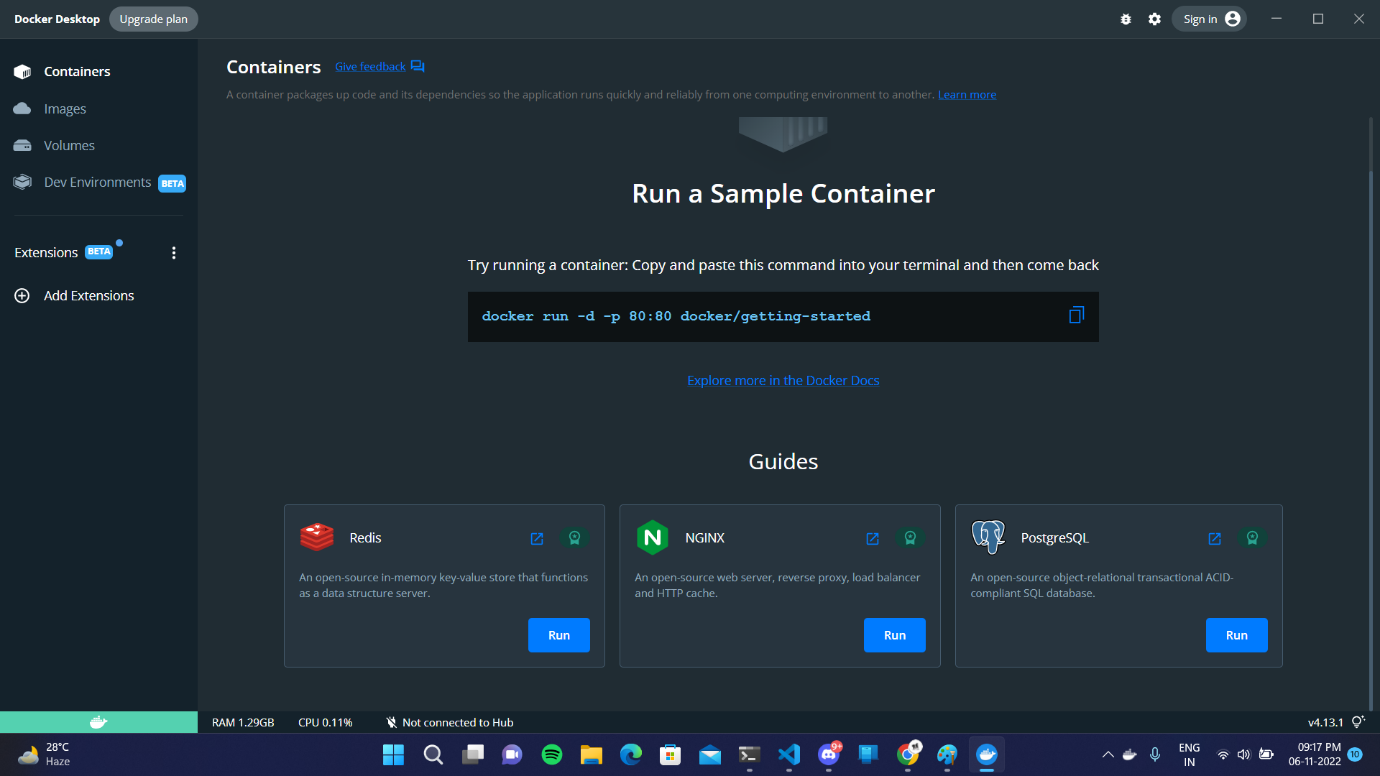 Docker Desktop
Upgrade plan
Sign in
Containers
Images
Volumes
Dev Environments BETA
Extensions BETA
Add Extensions
Containers
Give feedback
A container packages up code and its dependencies so the application runs quickly and reliably from one computing environment to another. Learn more
Run a Sample Container
Try running a container: Copy and paste this command into your terminal and then come back
docker run -d -p 80:80 docker/getting-started
Explore more in the Docker Docs
Guides
Redis
An open-source in-memory key-value store that functions
as a data structure server.
Run
N
NGINX
An open-source web server, reverse proxy, load balancer
and HTTP cache.
Run
PostgreSQL
An open-source object-relational transactional ACID-
compliant SQL database.
Run
RAM 1.29GB
CPU 0.11%
Not connected to Hub
v4.13.1
28°C
Haze
9+
ENG
IN
09:17 PM
06-11-2022
10